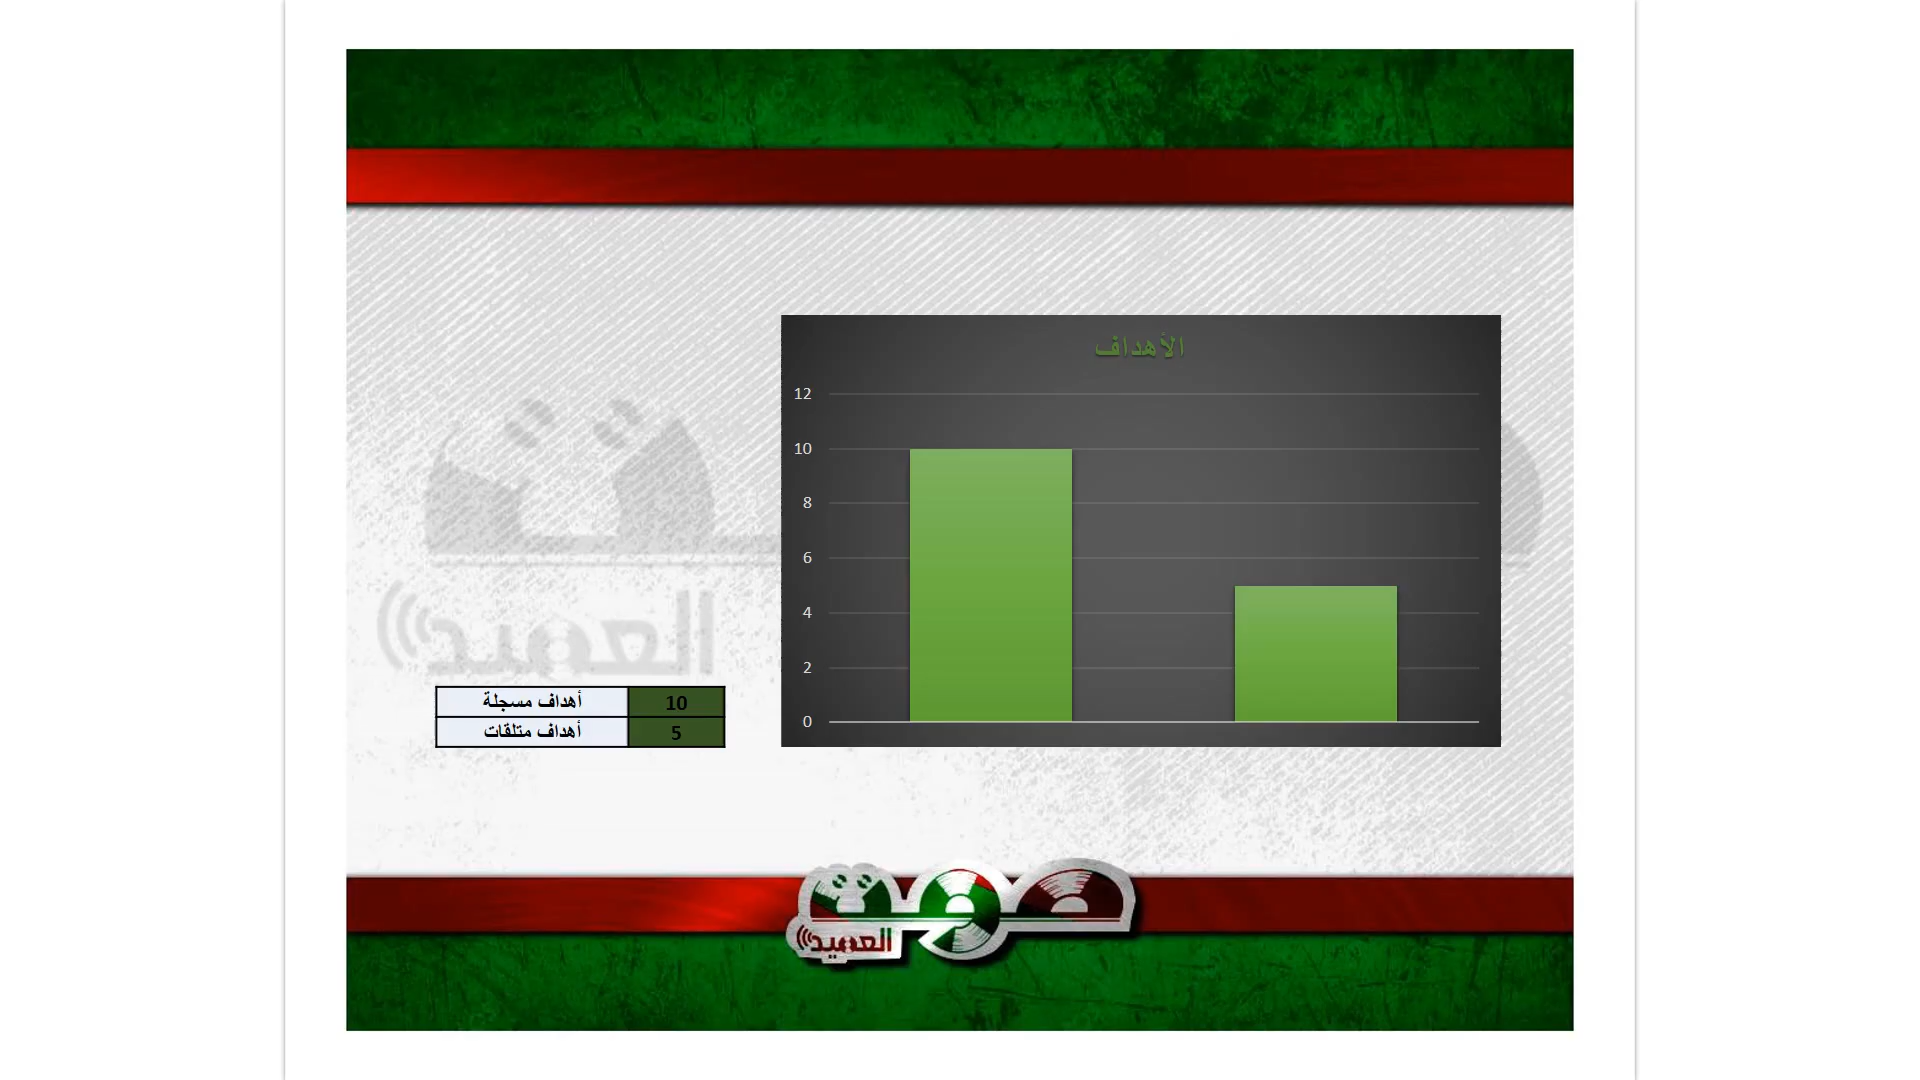 الأهداف
12
10
8
6
4
2
0
أهداف مسجلة 10
أهداف متلقات 5
صوت
العميد